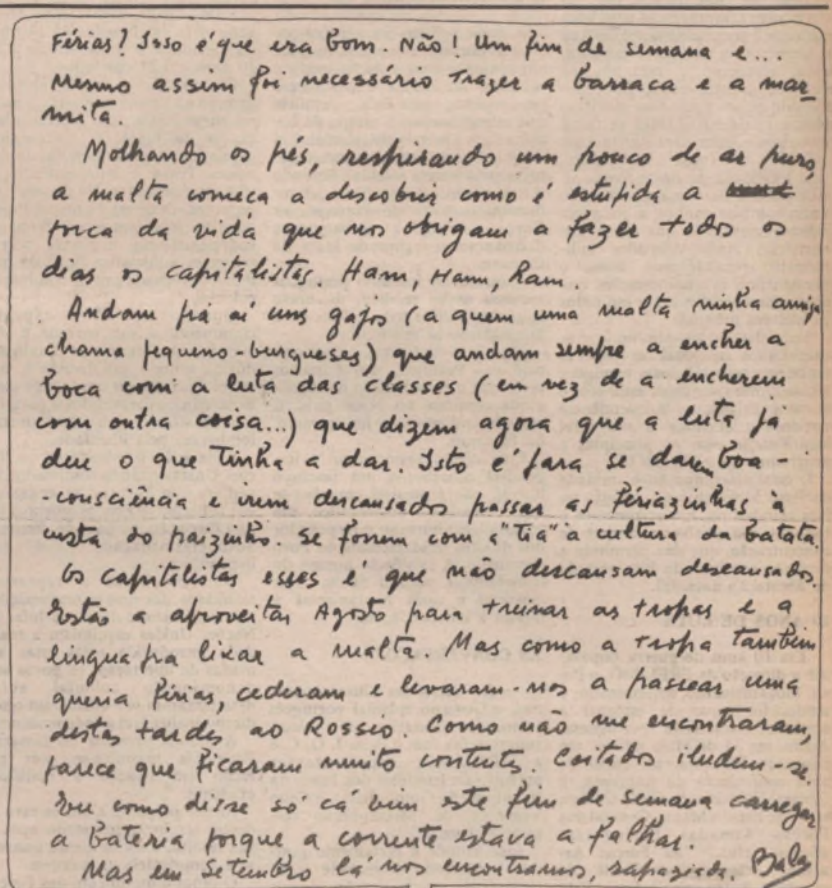 Férias? Isso é que era bom. Não! Um fim de semana e...
mesmo assim foi necessário trazer a barraca e a mar-
mita.
Molhando os pés, respirando um pouco de ar puro,
a malta começa a descobrir como é estúpida a
porca da vida que nos obrigam a fazer todos os
dias os capitalistas. Ham, Ham, Ram.
Andam pá aí uns gajos (a quem uma malta minha amiga
chama pequeno-burgueses) que andam sempre a encher a
boca com a luta das classes (em vez de a encherem
com outra coisa...) que dizem agora que a luta já
deu o que tinha a dar. Isto é para se darem boa-
-consciência e irem descansados passar as fériazinhas à
custa do paizinho. Se forem com a "tia" à cultura da batata.
Os capitalistas esses é que não descansam descansados.
Estão a aproveitar Agosto para treinar as tropas e a
lingua pra lixar a malta. Mas como a tropa também
queria férias, cederam e levaram-nos a passear uma
destas tardes ao Rossio. Como não me encontraram,
parece que ficaram muito contentes. Coitados iludem-se.
Eu como disse só cá vim este fim de semana carregar
a bateria porque a corrente estava a falhar.
Mas em Setembro lá nos encontramos, rapaziada.